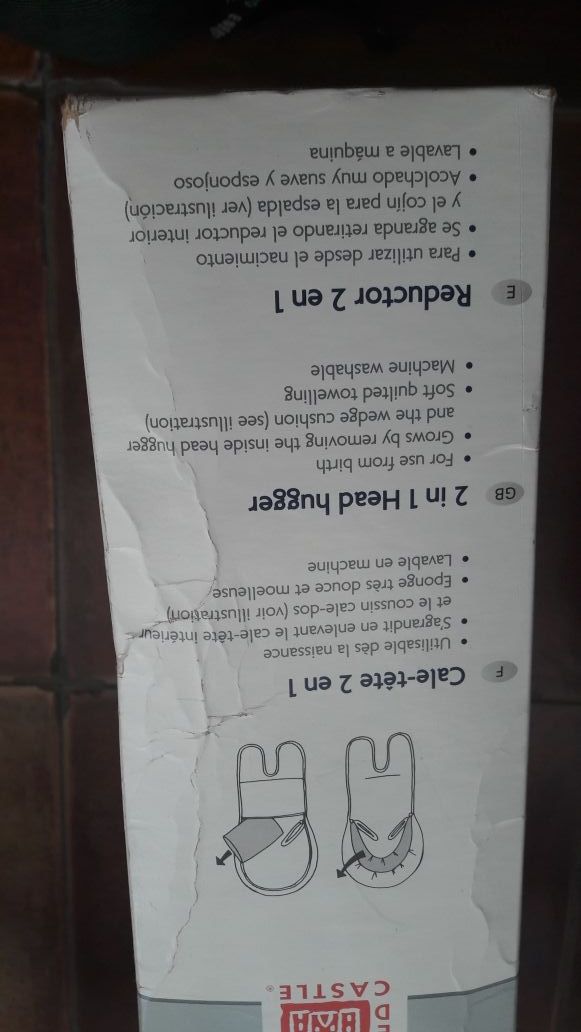 CASTLE®
F Cale-tête 2 en 1
• Utilisable dès la naissance
• S'agrandit en enlevant le cale-tête intérieur
et le coussin cale-dos (voir illustration)
• Eponge très douce et moelleuse
• Lavable en machine
GB 2 in 1 Head hugger
• For use from birth
• Grows by removing the inside head hugger
and the wedge cushion (see illustration)
• Soft quilted towelling
• Machine washable
E Reductor 2 en 1
• Para utilizar desde el nacimiento
• Se agranda retirando el reductor interior
y el cojín para la espalda (ver ilustración)
• Acolchado muy suave y esponjoso
• Lavable a máquina